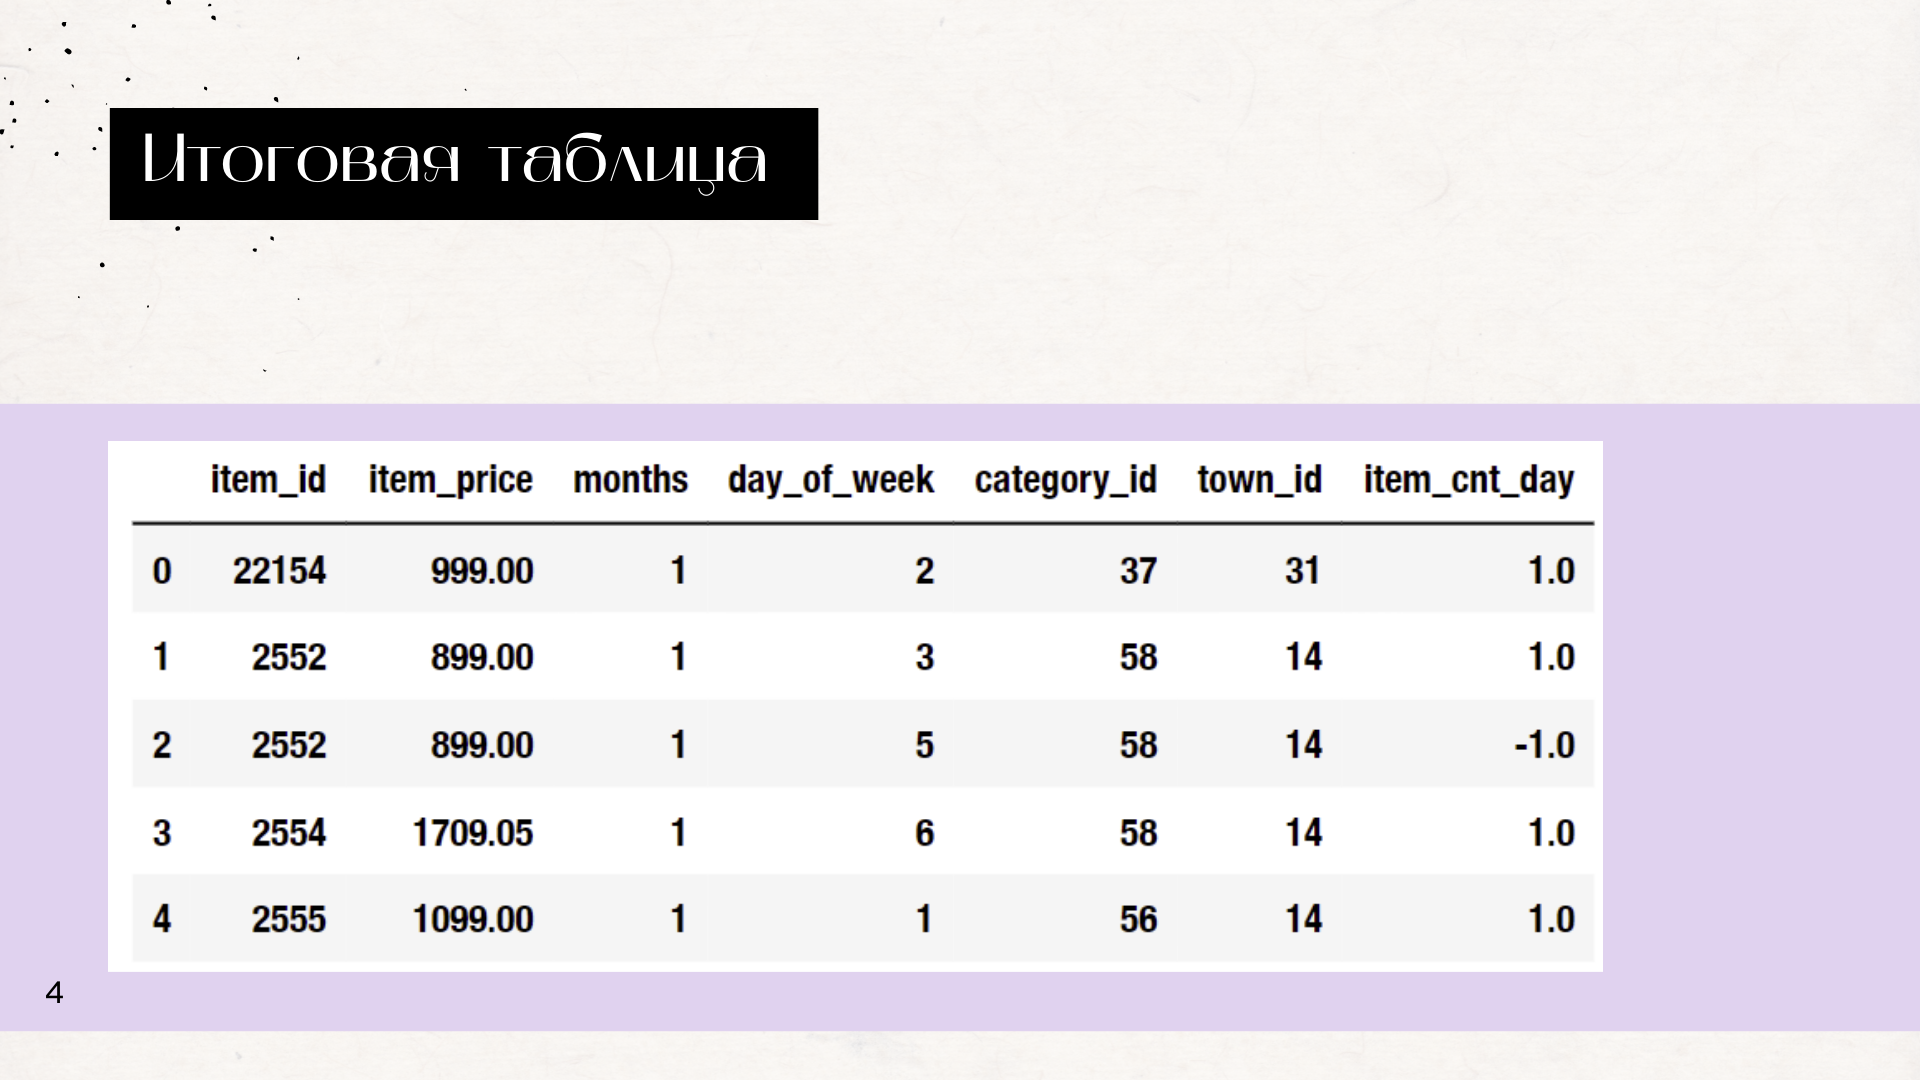 Итоговая таблица
item_id item_price months day_of_week category_id town_id item_cnt_day
0 22154 999.00 1 2 37 31 1.0
1 2552 899.00 1 3 58 14 1.0
2 2552 899.00 1 5 58 14 -1.0
3 2554 1709.05 1 6 58 14 1.0
4 2555 1099.00 1 1 56 14 1.0
4